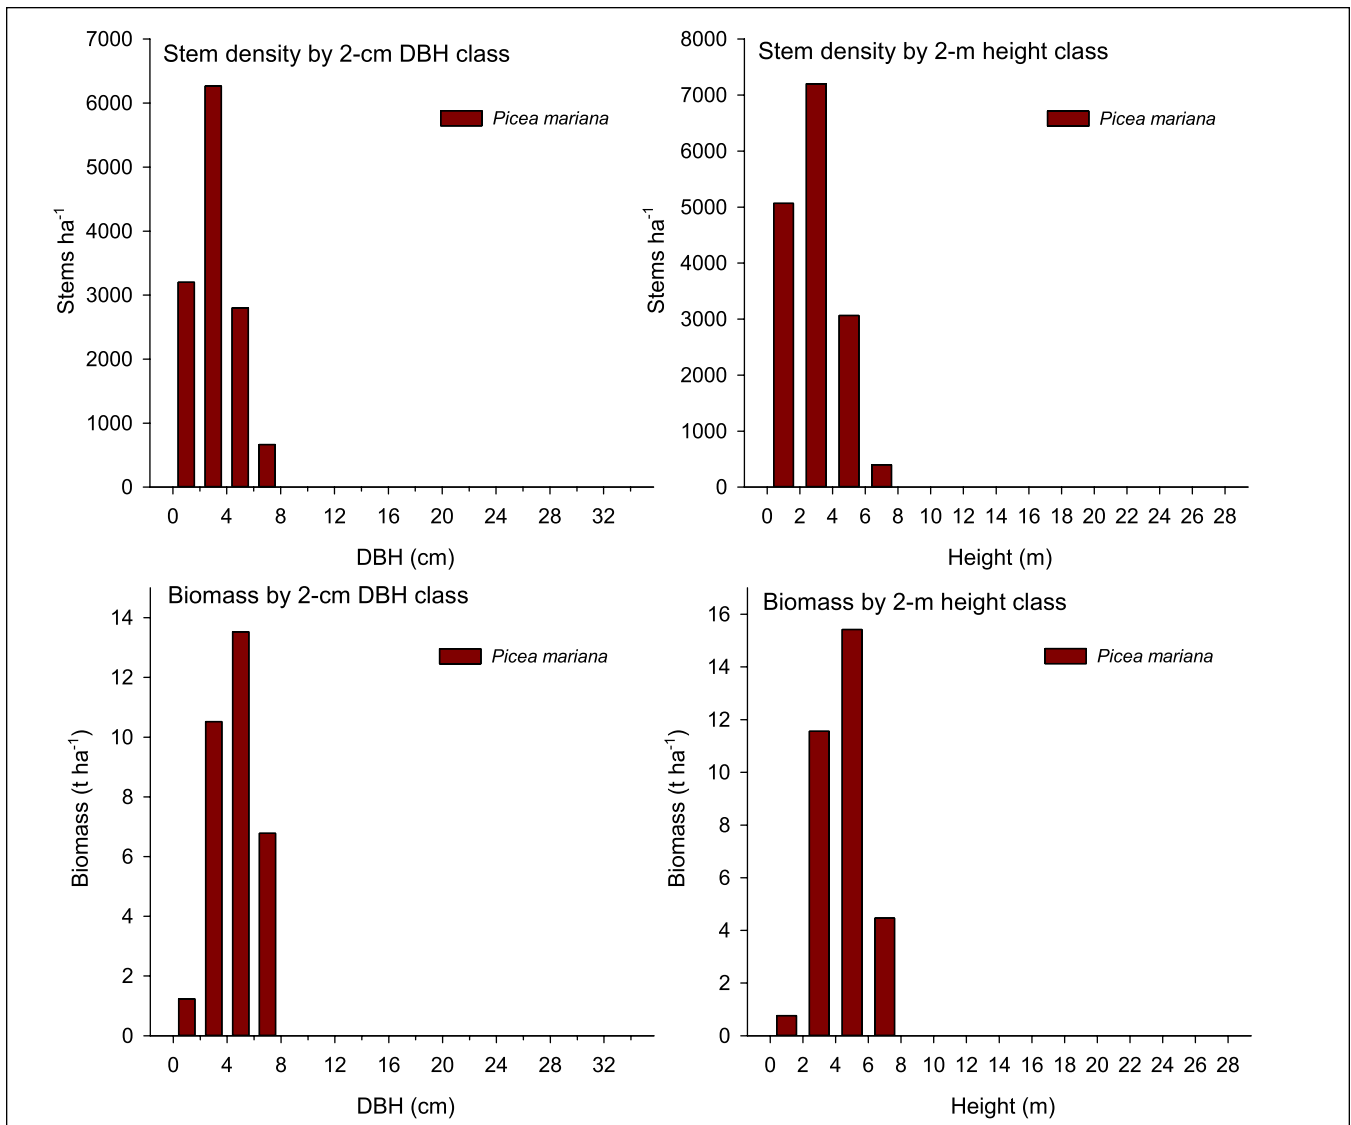 Stem density by 2-cm DBH class
Picea mariana
Stems ha-1
7000
6000
5000
4000
3000
2000
1000
0
0 4 8 12 16 20 24 28 32
DBH (cm)
Stem density by 2-m height class
Picea mariana
Stems ha-1
8000
7000
6000
5000
4000
3000
2000
1000
0
0 2 4 6 8 10 12 14 16 18 20 22 24 26 28
Height (m)
Biomass by 2-cm DBH class
Picea mariana
Biomass (t ha-1)
14
12
10
8
6
4
2
0
0 4 8 12 16 20 24 28 32
DBH (cm)
Biomass by 2-m height class
Picea mariana
Biomass (t ha-1)
16
14
12
10
8
6
4
2
0
0 2 4 6 8 10 12 14 16 18 20 22 24 26 28
Height (m)